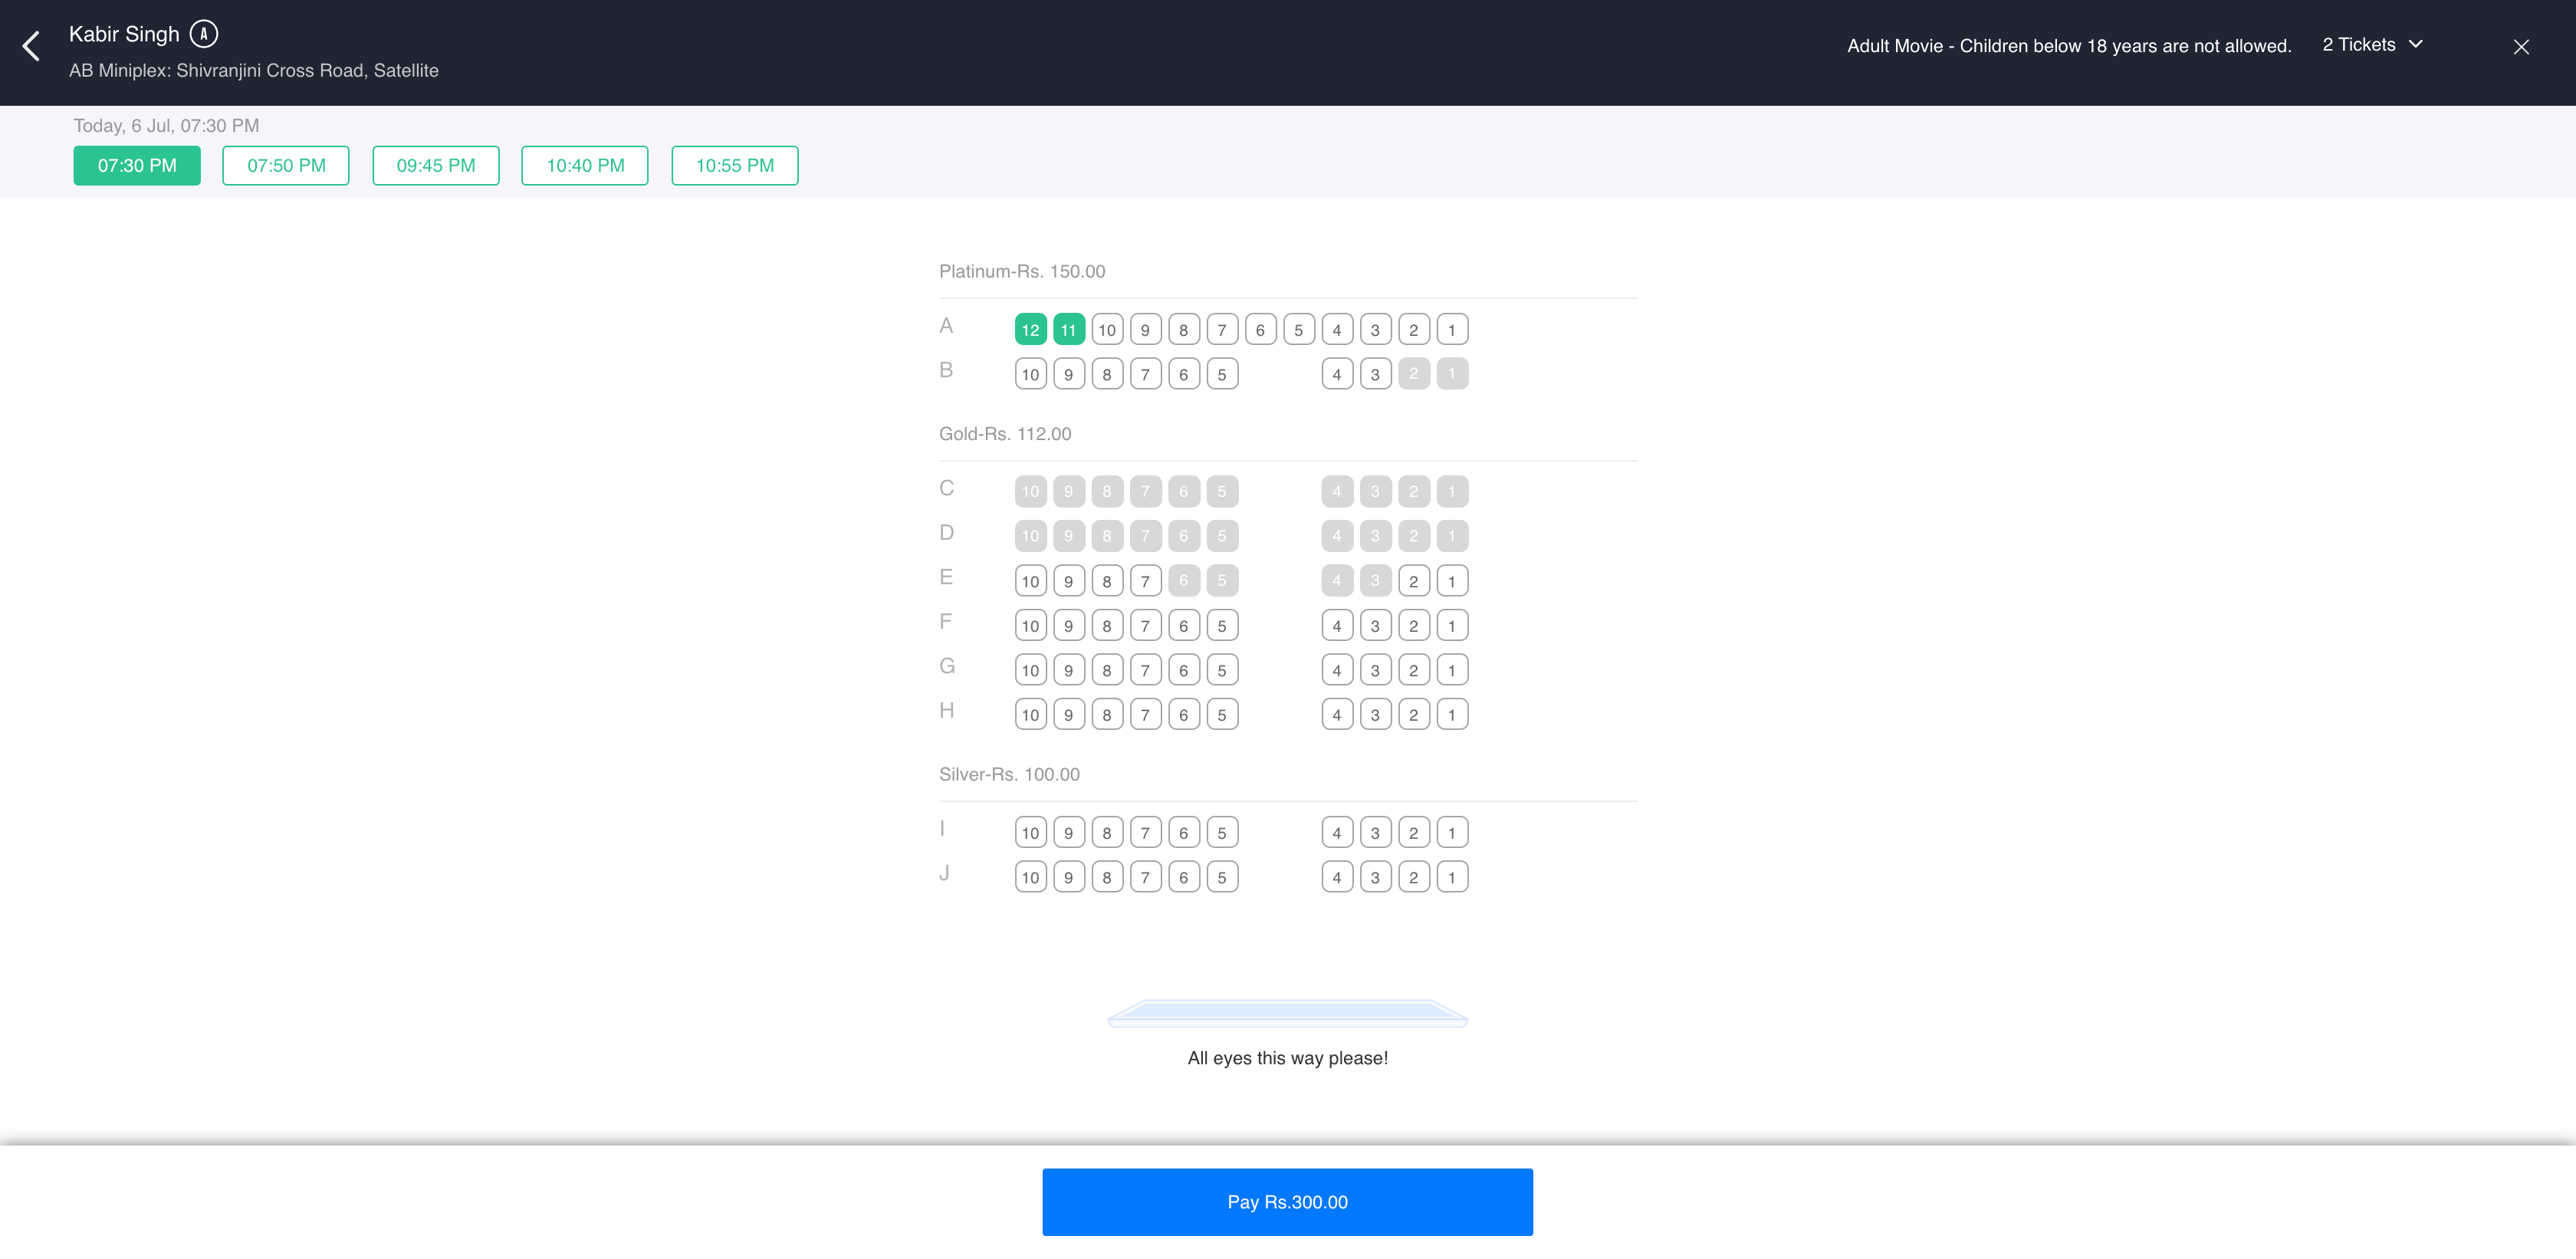 Kabir Singh A
AB Miniplex: Shivranjini Cross Road, Satellite
Adult Movie - Children below 18 years are not allowed.
2 Tickets
Today, 6 Jul, 07:30 PM
07:30 PM 07:50 PM 09:45 PM 10:40 PM 10:55 PM
Platinum-Rs. 150.00
A 12 11 10 9 8 7 6 5 4 3 2 1
B 10 9 8 7 6 5 4 3 2 1
Gold-Rs. 112.00
C 10 9 8 7 6 5 4 3 2 1
D 10 9 8 7 6 5 4 3 2 1
E 10 9 8 7 6 5 4 3 2 1
F 10 9 8 7 6 5 4 3 2 1
G 10 9 8 7 6 5 4 3 2 1
H 10 9 8 7 6 5 4 3 2 1
Silver-Rs. 100.00
I 10 9 8 7 6 5 4 3 2 1
J 10 9 8 7 6 5 4 3 2 1
All eyes this way please!
Pay Rs.300.00